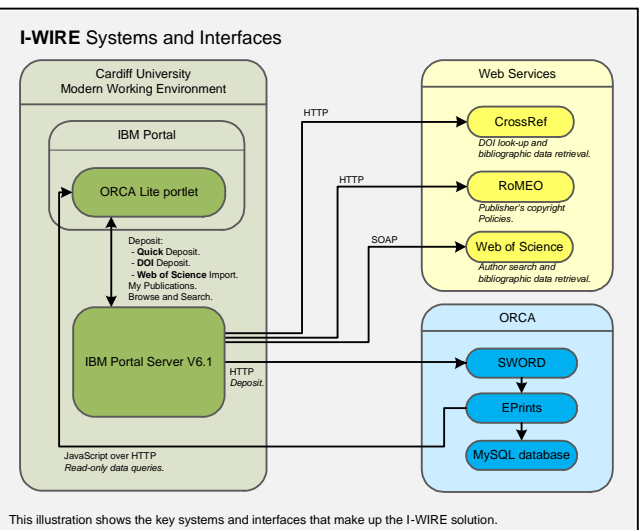 I-WIRE Systems and Interfaces
Cardiff University
Modern Working Environment
IBM Portal
ORCA Lite portlet
Deposit:
- Quick Deposit.
- DOI Deposit.
- Web of Science Import.
My Publications.
Browse and Search.
IBM Portal Server V6.1
HTTP
Deposit.
JavaScript over HTTP
Read-only data queries.
HTTP
HTTP
SOAP
Web Services
CrossRef
DOI look-up and
bibliographic data retrieval.
RoMEO
Publisher's copyright
Policies.
Web of Science
Author search and
bibliographic data retrieval.
ORCA
SWORD
EPrints
MySQL database
This illustration shows the key systems and interfaces that make up the I-WIRE solution.